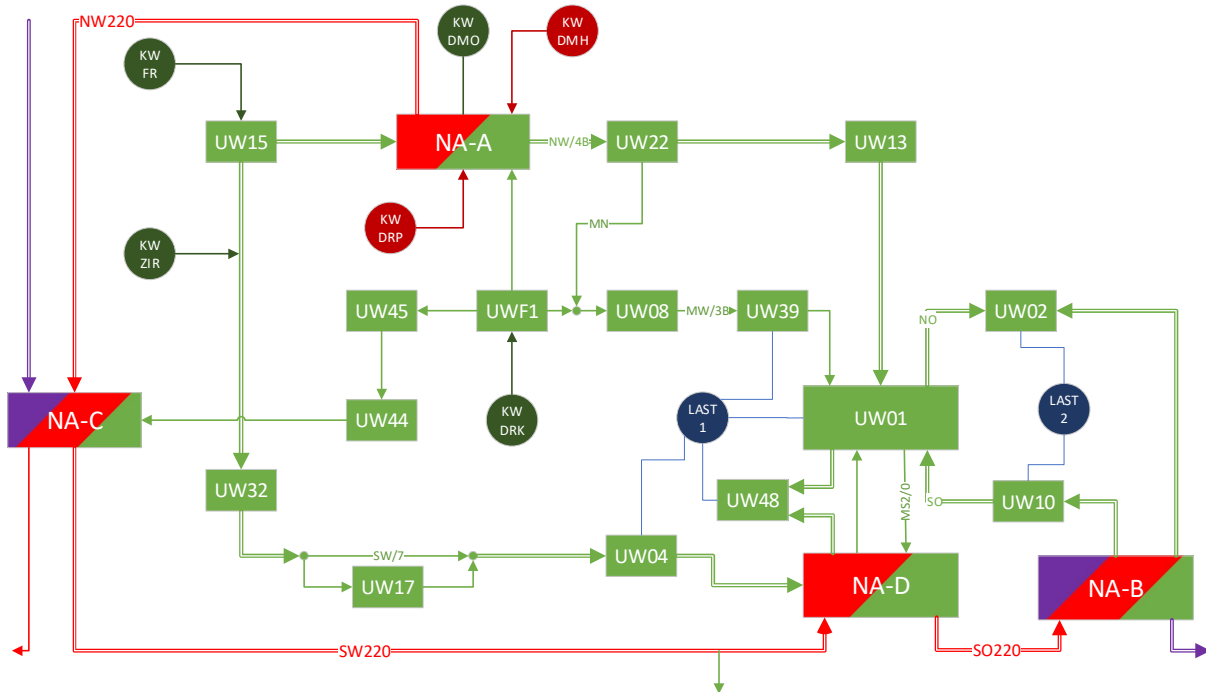 NW220
KW
DMO
KW
DMH
KW
FR
UW15
NA-A
NW/4B
UW22
UW13
KW
DRP
MN
KW
ZIR
UW45
UWF1
UW08
MW/3B
UW39
NO
UW02
NA-C
UW44
KW
DRK
LAST
1
UW01
LAST
2
UW32
UW48
MS2/0
SO
UW10
SW/7
UW04
UW17
NA-D
NA-B
SW220
SO220